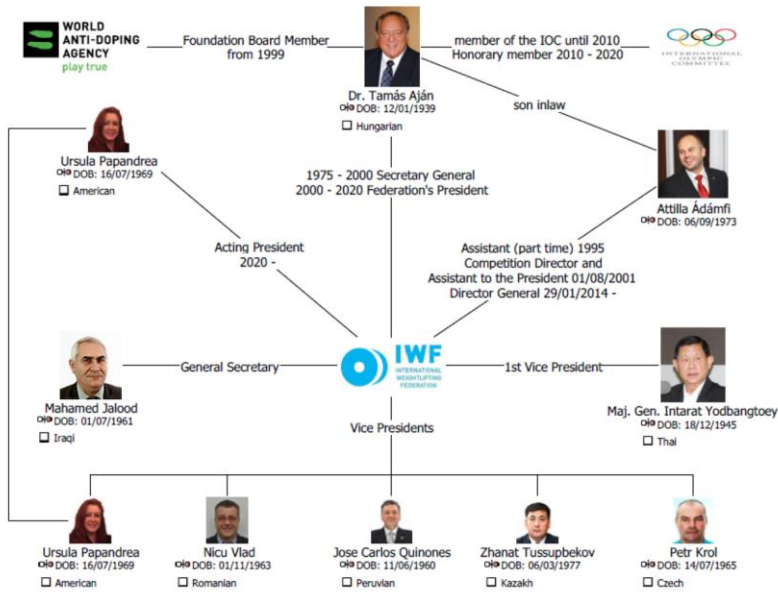 WORLD
ANTI-DOPING
AGENCY
play true
Foundation Board Member
from 1999
member of the IOC until 2010
Honorary member 2010 - 2020
INTERNATIONAL
OLYMPIC
COMMITTEE
Dr. Tamás Aján
DOB: 12/01/1939
Hungarian
son inlaw
Ursula Papandrea
DOB: 16/07/1969
American
1975 - 2000 Secretary General
2000 - 2020 Federation's President
Attilla Ádámfi
DOB: 06/09/1973
Acting President
2020 -
Assistant (part time) 1995
Competition Director and
Assistant to the President 01/08/2001
Director General 29/01/2014 -
General Secretary
IWF
INTERNATIONAL
WEIGHTLIFTING
FEDERATION
1st Vice President
Mahamed Jalood
DOB: 01/07/1961
Iraqi
Maj. Gen. Intarat Yodbangtoey
DOB: 18/12/1945
Thai
Vice Presidents
Ursula Papandrea
DOB: 16/07/1969
American
Nicu Vlad
DOB: 01/11/1963
Romanian
Jose Carlos Quinones
DOB: 11/06/1960
Peruvian
Zhanat Tussupbekov
DOB: 06/03/1977
Kazakh
Petr Krol
DOB: 14/07/1965
Czech